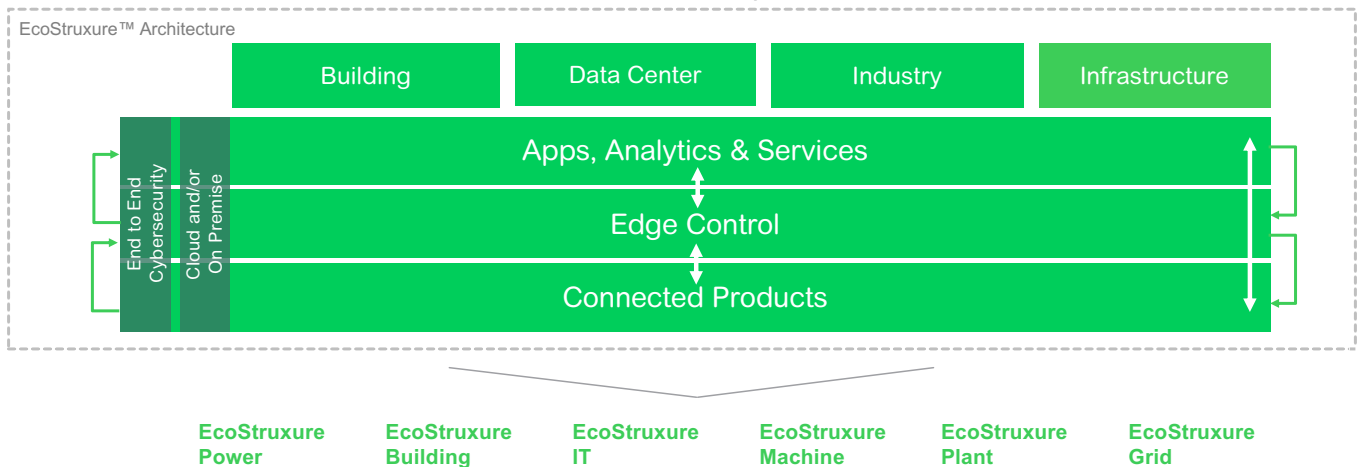 EcoStruxure™ Architecture
Building
Data Center
Industry
Infrastructure
End to End
Cybersecurity
Cloud and/or
On Premise
Apps, Analytics & Services
Edge Control
Connected Products
EcoStruxure
Power
EcoStruxure
Building
EcoStruxure
IT
EcoStruxure
Machine
EcoStruxure
Plant
EcoStruxure
Grid